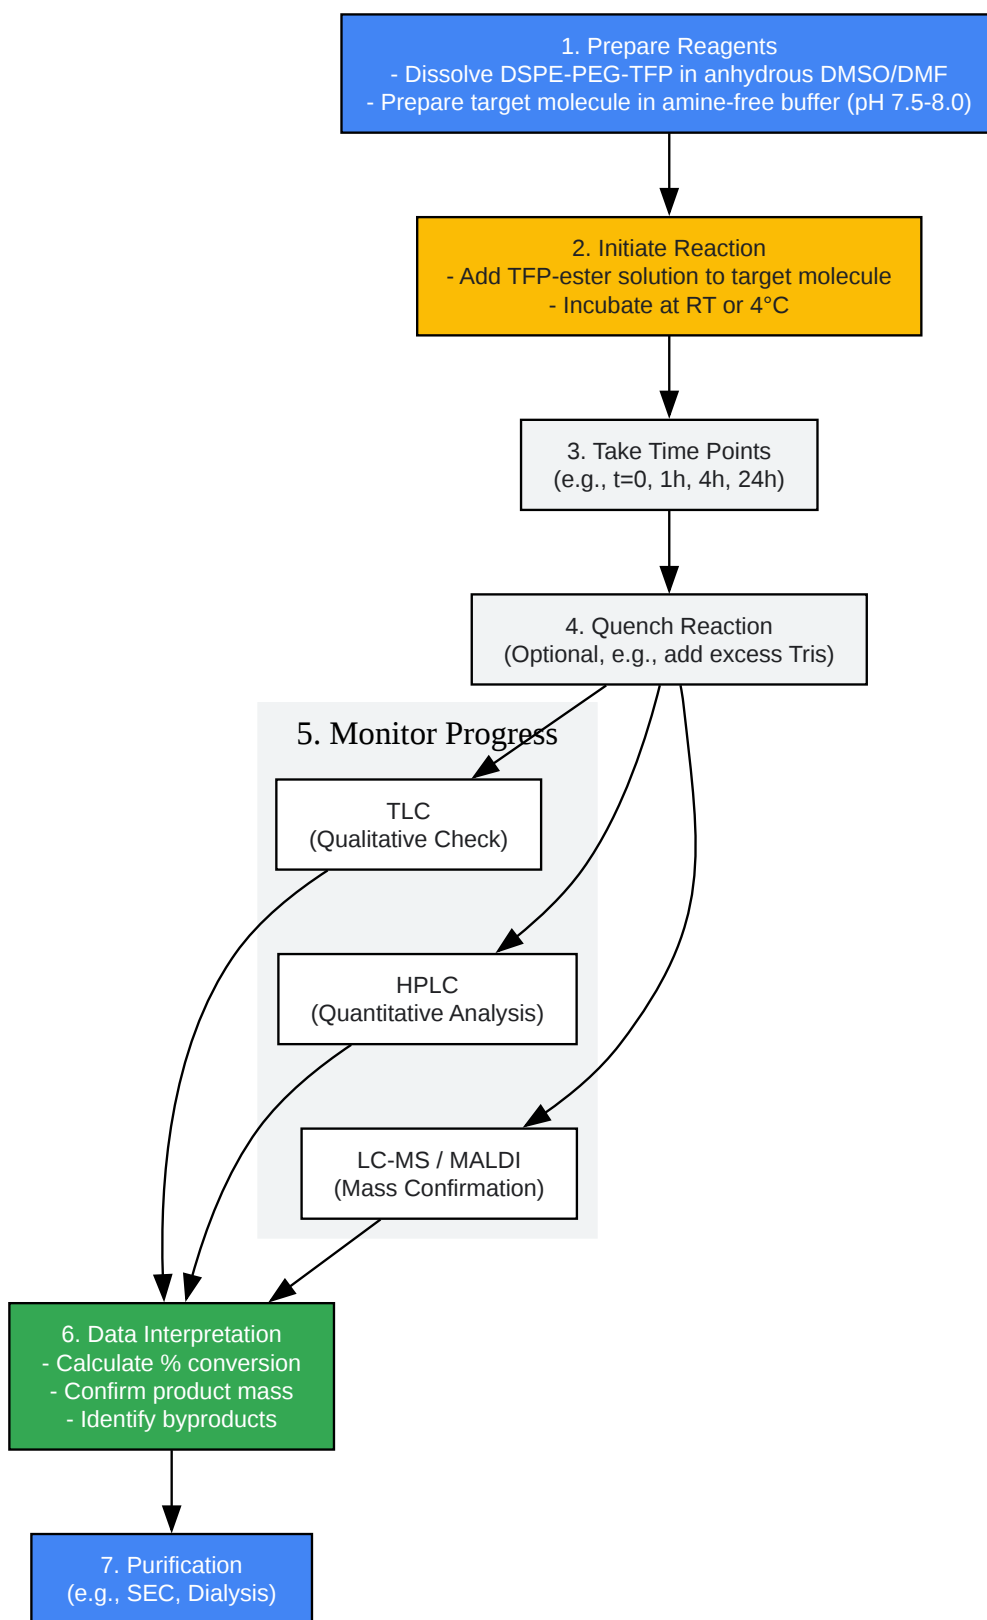 1. Prepare Reagents
- Dissolve DSPE-PEG-TFP in anhydrous DMSO/DMF
- Prepare target molecule in amine-free buffer (pH 7.5-8.0)
2. Initiate Reaction
- Add TFP-ester solution to target molecule
- Incubate at RT or 4°C
3. Take Time Points
(e.g., t=0, 1h, 4h, 24h)
4. Quench Reaction
(Optional, e.g., add excess Tris)
5. Monitor Progress
TLC
(Qualitative Check)
HPLC
(Quantitative Analysis)
LC-MS / MALDI
(Mass Confirmation)
6. Data Interpretation
- Calculate % conversion
- Confirm product mass
- Identify byproducts
7. Purification
(e.g., SEC, Dialysis)